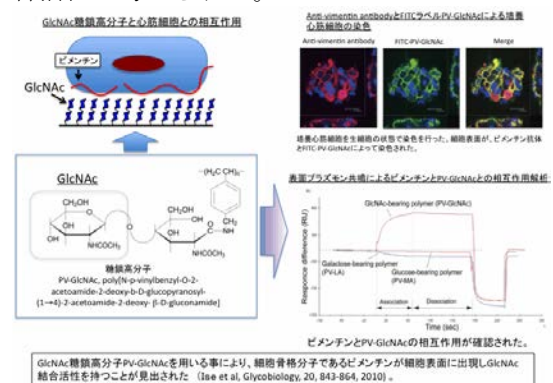 GlcNAc糖鎖高分子と心筋細胞との相互作用
ビメンチン
GlcNAc
Anti-vimentin antibodyとFITCラベルPV-GlcNAcによる培養
心筋細胞の染色
Anti-vimentin antibody
FITC-PV-GlcNAc
Merge
培養心筋細胞を生細胞の状態で染色を行った。細胞表面が、ビメンチン抗体
とFITC-PV-GlcNAcによって染色された。
GlcNAc
糖鎖高分子
PV-GlcNAc, poly[N-p-vinylbenzyl-O-2-
acetoamide-2-deoxy-b-D-glucopyranosyl-
(1→4)-2-acetoamide-2-deoxy- β-D-gluconamide]
表面プラズモン共鳴によるビメンチンとPV-GlcNAcとの相互作用解析
Responce difference (RU)
GlcNAc-bearing polymer (PV-GlcNAc)
Galactose-bearing polymer
(PV-LA)
Glucose-bearing polymer
(PV-MA)
Association
Dissociation
Time (sec)
ビメンチンとPV-GlcNAcの相互作用が確認された。
GlcNAc糖鎖高分子PV-GlcNAcを用いる事により、細胞骨格分子であるビメンチンが細胞表面に出現しGlcNAc
結合活性を持つことが見出された (Ise et al, Glycobiology, 20, 843-864, 2010) 。